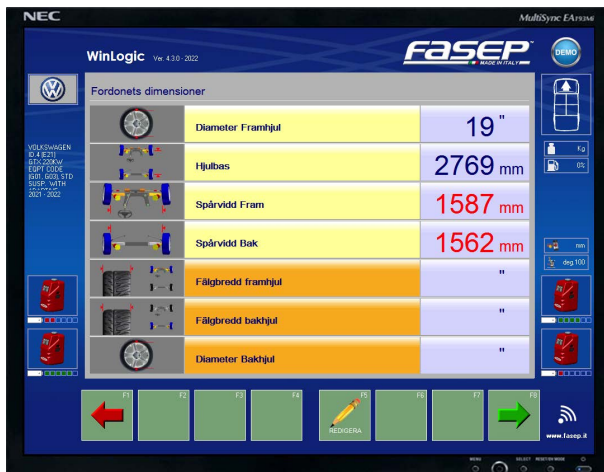 NEC
MultiSync EA193Mi
WinLogic Ver. 4.3.0 - 2022
FASEP
MADE IN ITALY
DEMO
Fordonets dimensioner
VOLKSWAGEN
ID.4 [E21]
GTX 220KW
EQPT CODE
(G01, G03), STD
SUSP. WITH
2021 - 2022
Diameter Framhjul 19 "
Hjulbas 2769 mm
Spårvidd Fram 1587 mm
Spårvidd Bak 1562 mm
Fälgbredd framhjul "
Fälgbredd bakhjul "
Diameter Bakhjul "
Kg
0%
mm
deg.100
F1 F2 F3 F4 F5 F6 F7 F8
REDIGERA
www.fasep.it
MENU SELECT RESET/DV MODE